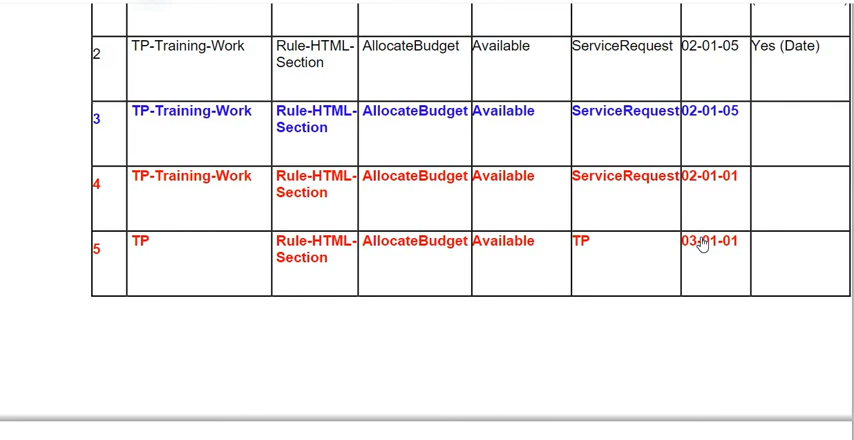 2 TP-Training-Work Rule-HTML- AllocateBudget Available ServiceRequest 02-01-05 Yes (Date)
Section
3 TP-Training-Work Rule-HTML- AllocateBudget Available ServiceRequest 02-01-05
Section
4 TP-Training-Work Rule-HTML- AllocateBudget Available ServiceRequest 02-01-01
Section
5 TP Rule-HTML- AllocateBudget Available TP 03-01-01
Section